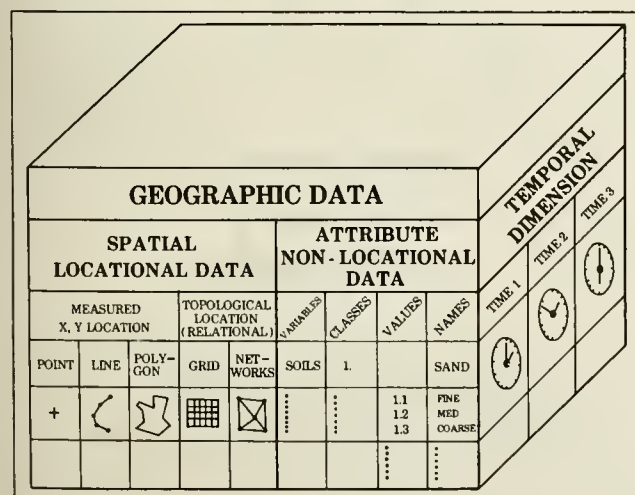 GEOGRAPHIC DATA
SPATIAL
LOCATIONAL DATA
ATTRIBUTE
NON-LOCATIONAL
DATA
TEMPORAL
DIMENSION
MEASURED
X, Y LOCATION
TOPOLOGICAL
LOCATION
(RELATIONAL)
VARIABLES
CLASSES
VALUES
NAMES
TIME 1
TIME 2
TIME 3
POINT
LINE
POLY-
GON
GRID
NET-
WORKS
SOILS
1.
SAND
1.1
FINE
1.2
MED
1.3
COARSE